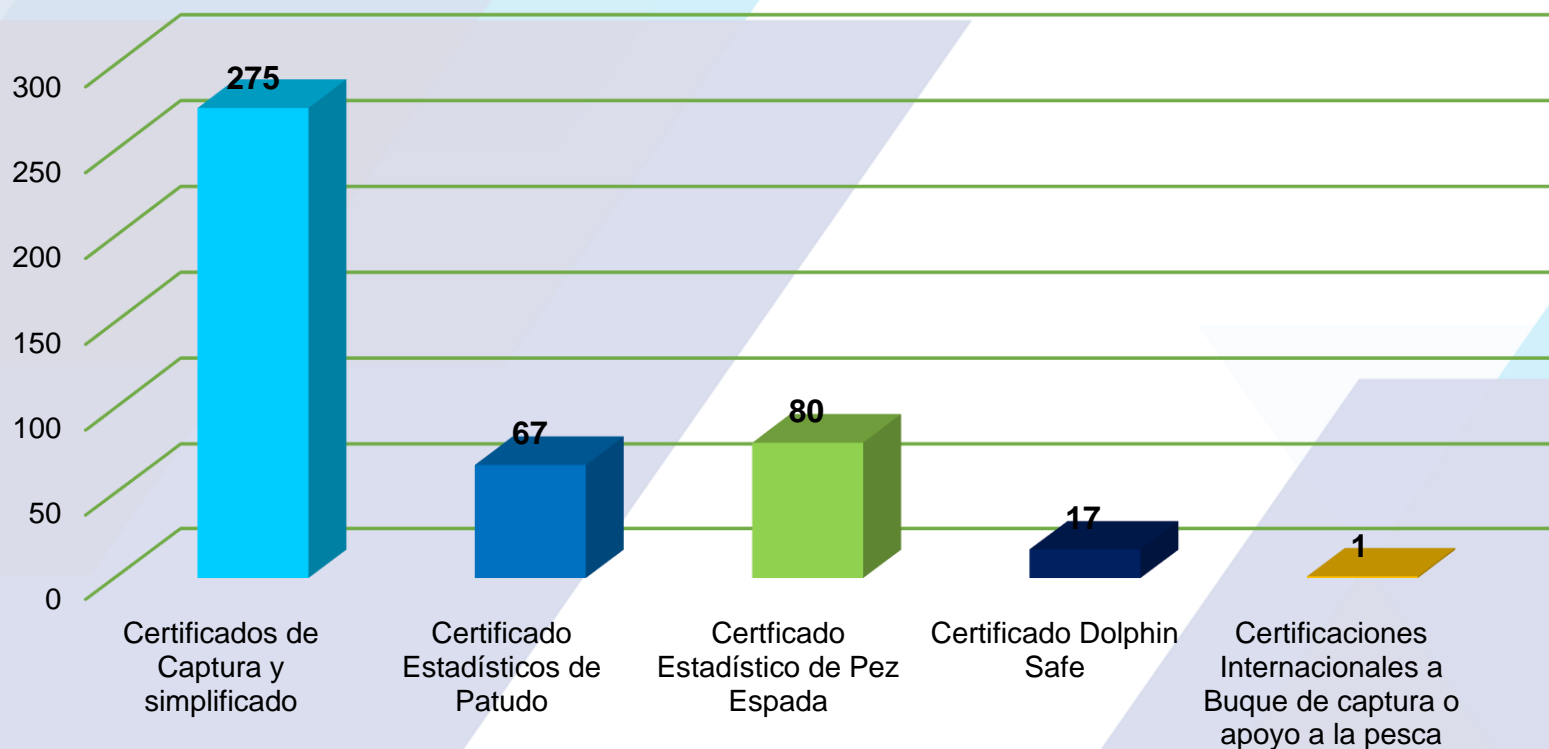 300
250
200
150
100
50
0
275
67
80
17
1
Certificados de
Captura y
simplificado
Certificado
Estadísticos de
Patudo
Certficado
Estadístico de Pez
Espada
Certificado Dolphin
Safe
Certificaciones
Internacionales a
Buque de captura o
apoyo a la pesca